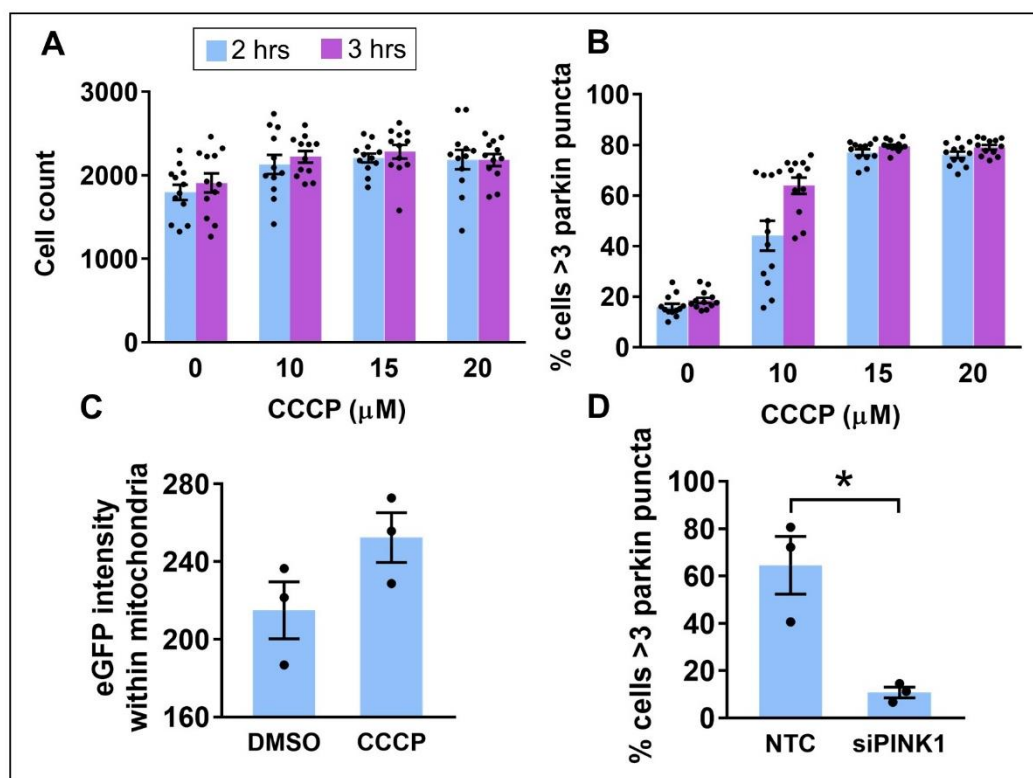 A
2 hrs 3 hrs
Cell count
3000
2000
1000
0
0 10 15 20
CCCP (μM)
B
% cells >3 parkin puncta
100
80
60
40
20
0
0 10 15 20
CCCP (μM)
C
eGFP intensity
within mitochondria
280
240
200
160
DMSO CCCP
D
% cells >3 parkin puncta
100
80
60
40
20
0
*
NTC siPINK1